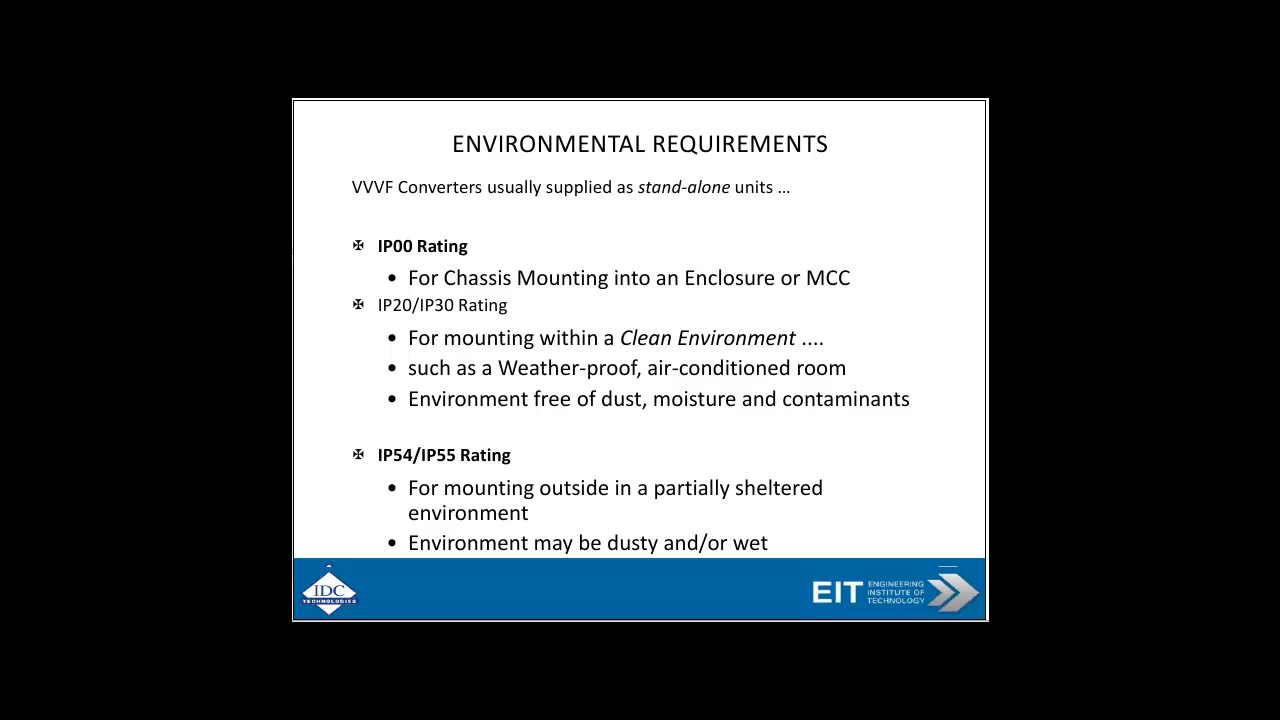 ENVIRONMENTAL REQUIREMENTS
VVVF Converters usually supplied as stand-alone units ...
✠ IP00 Rating
• For Chassis Mounting into an Enclosure or MCC
✠ IP20/IP30 Rating
• For mounting within a Clean Environment ....
• such as a Weather-proof, air-conditioned room
• Environment free of dust, moisture and contaminants
✠ IP54/IP55 Rating
• For mounting outside in a partially sheltered
environment
• Environment may be dusty and/or wet
IDC
TECHNOLOGIES
EIT
ENGINEERING
INSTITUTE OF
TECHNOLOGY